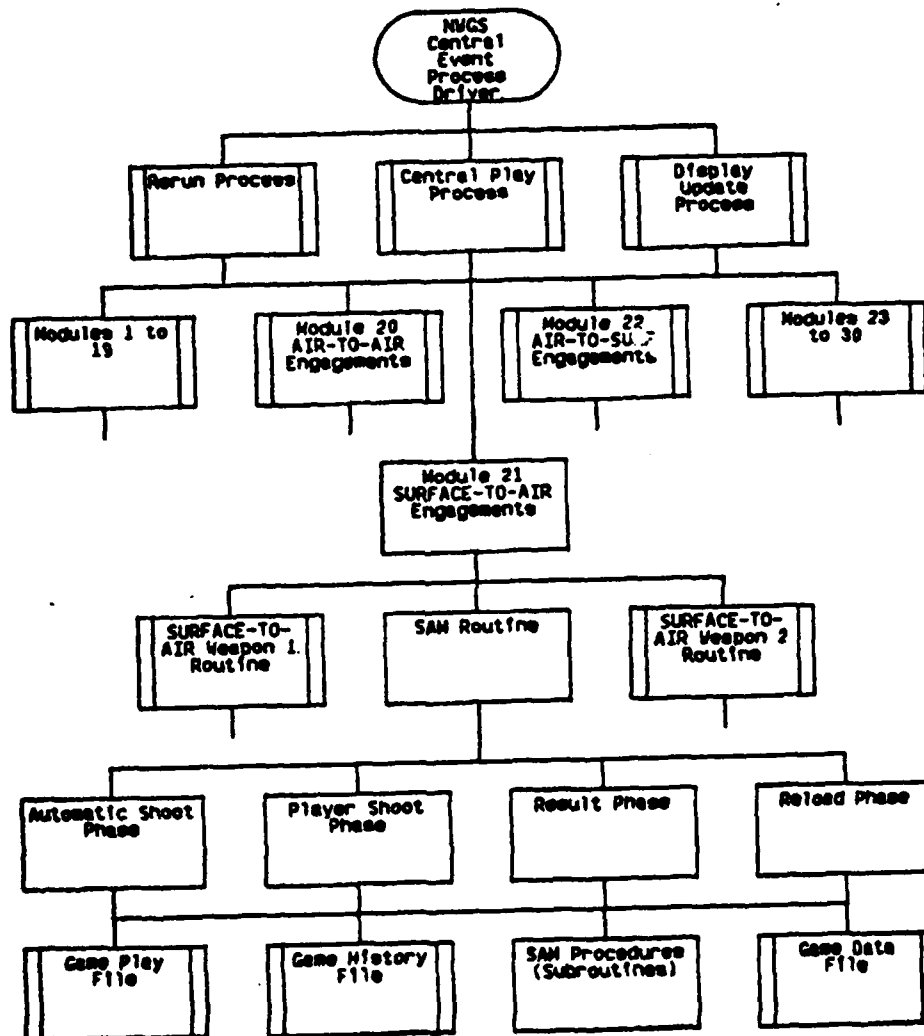 NWGS
Central
Event
Process
Driver
Rerun Process
Central Play
Process
Display
Update
Process
Modules 1 to
19
Module 20
AIR-TO-AIR
Engagements
Module 22
AIR-TO-SURF
Engagements
Modules 23
to 30
Module 21
SURFACE-TO-AIR
Engagements
SURFACE-TO-
AIR Weapon 1
Routine
SAM Routine
SURFACE-TO-
AIR Weapon 2
Routine
Automatic Shoot
Phase
Player Shoot
Phase
Result Phase
Reload Phase
Game Play
File
Game History
File
SAM Procedures
(Subroutines)
Game Data
File